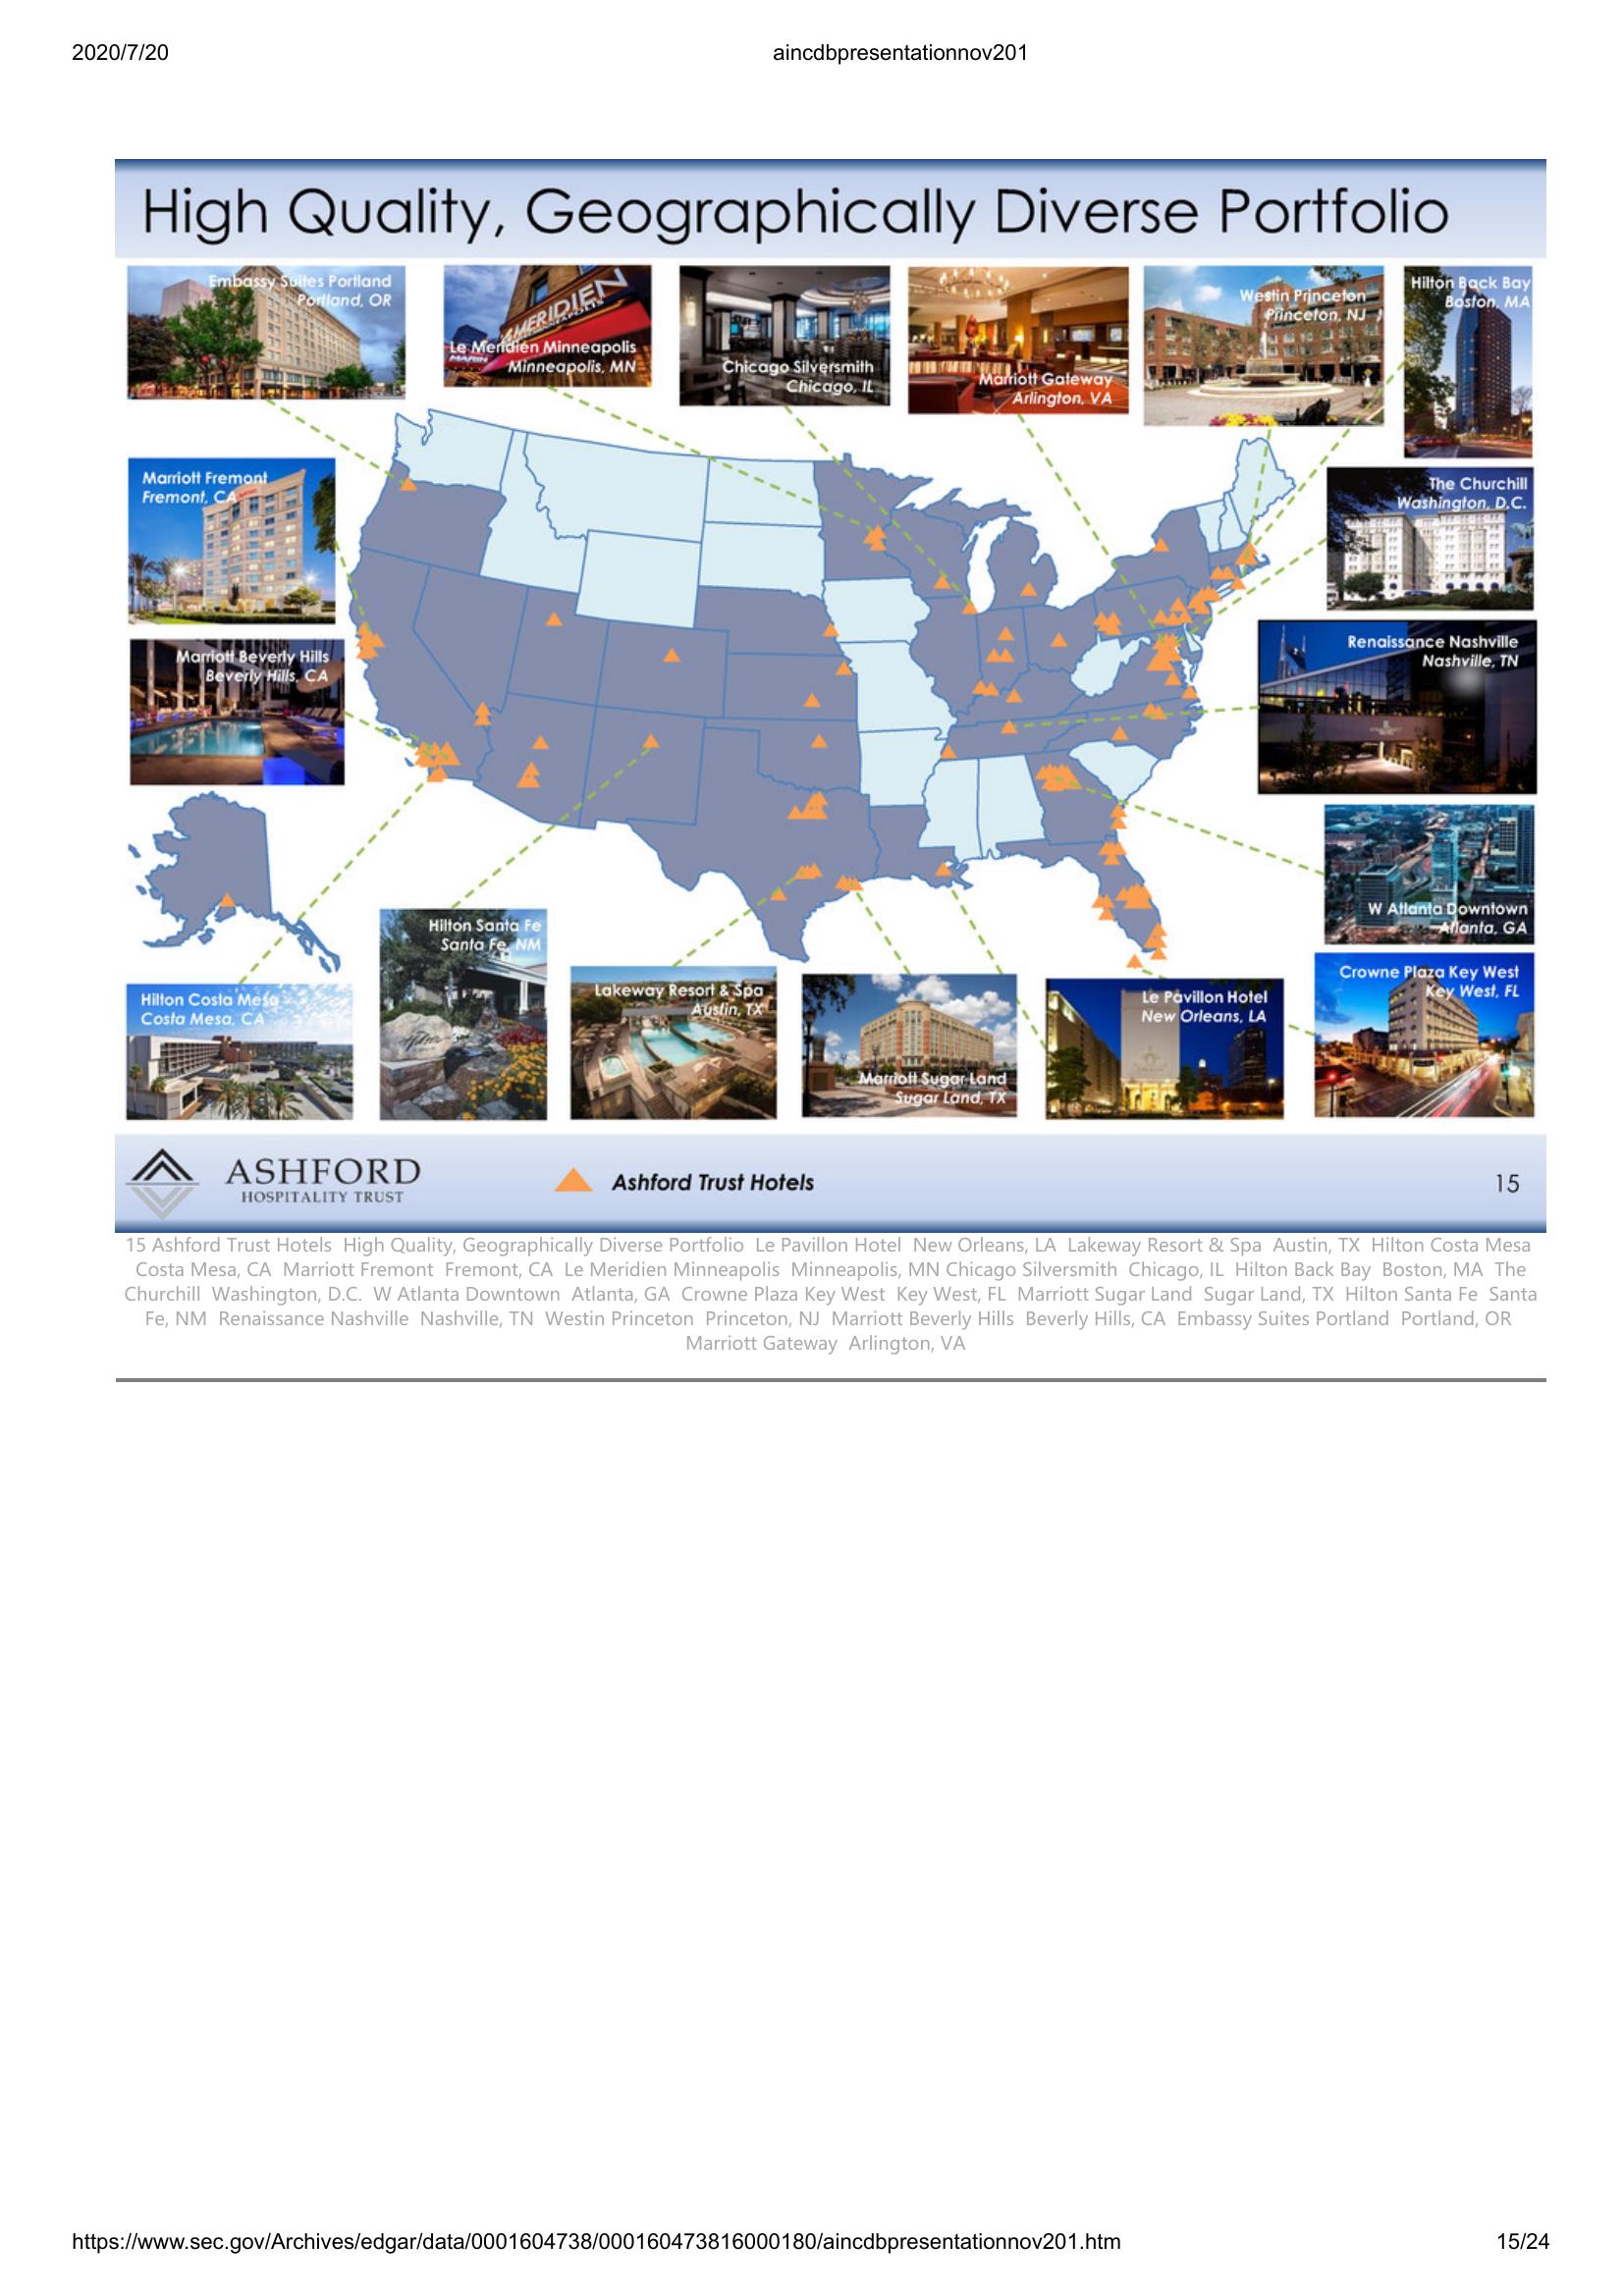 2020/7/20
aincdbpresentationnov201
High Quality, Geographically Diverse Portfolio
Embassy Suites Portland
Portland, OR
MERIDIEN
Le Meridien Minneapolis
Minneapolis, MN
Chicago Silversmith
Chicago, IL
Marriott Gateway
Arlington, VA
Westin Princeton
Princeton, NJ
Hilton Back Bay
Boston, MA
Marriott Fremont
Fremont, CA
The Churchill
Washington, D.C.
Marriott Beverly Hills
Beverly Hills, CA
Renaissance Nashville
Nashville, TN
W Atlanta Downtown
Atlanta, GA
Hilton Costa Mesa
Costa Mesa, CA
Hilton Santa Fe
Santa Fe, NM
Lakeway Resort & Spa
Austin, TX
Marriott Sugar Land
Sugar Land, TX
Le Pavillon Hotel
New Orleans, LA
Crowne Plaza Key West
Key West, FL
ASHFORD
HOSPITALITY TRUST
Ashford Trust Hotels
15
15 Ashford Trust Hotels High Quality, Geographically Diverse Portfolio Le Pavillon Hotel New Orleans, LA Lakeway Resort & Spa Austin, TX Hilton Costa Mesa
Costa Mesa, CA Marriott Fremont Fremont, CA Le Meridien Minneapolis Minneapolis, MN Chicago Silversmith Chicago, IL Hilton Back Bay Boston, MA The
Churchill Washington, D.C. W Atlanta Downtown Atlanta, GA Crowne Plaza Key West Key West, FL Marriott Sugar Land Sugar Land, TX Hilton Santa Fe Santa
Fe, NM Renaissance Nashville Nashville, TN Westin Princeton Princeton, NJ Marriott Beverly Hills Beverly Hills, CA Embassy Suites Portland Portland, OR
Marriott Gateway Arlington, VA
https://www.sec.gov/Archives/edgar/data/0001604738/000160473816000180/aincdbpresentationnov201.htm
15/24